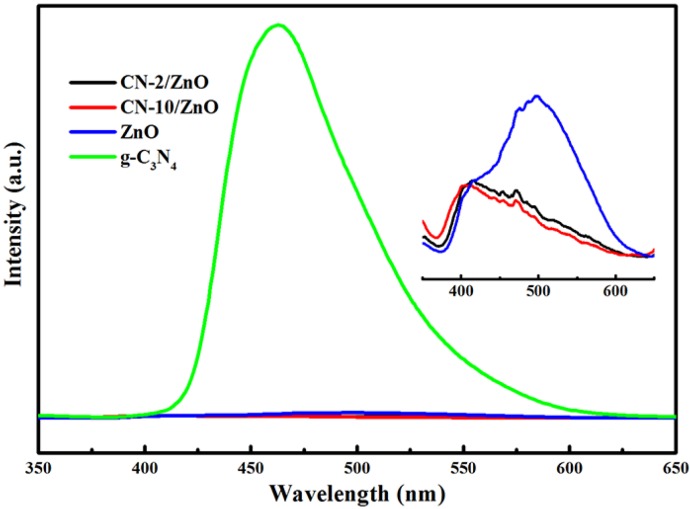 CN-2/ZnO
CN-10/ZnO
ZnO
g-C₃N₄
400 500 600
Intensity (a.u.)
350 400 450 500 550 600 650
Wavelength (nm)